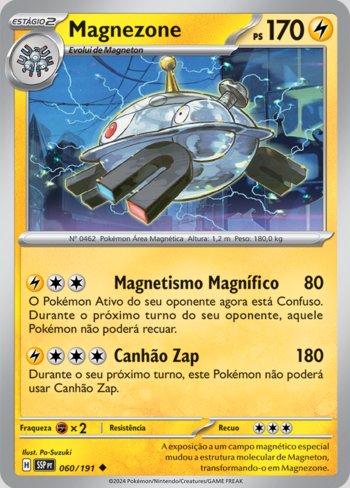 ESTÁGIO 2
Magnezone
PS 170
Evolui de Magneton
Nº 0462 Pokémon Área Magnética Altura: 1,2 m Peso: 180,0 kg
Magnetismo Magnífico 80
O Pokémon Ativo do seu oponente agora está Confuso.
Durante o próximo turno do seu oponente, aquele
Pokémon não poderá recuar.
Canhão Zap 180
Durante o seu próximo turno, este Pokémon não poderá
usar Canhão Zap.
Fraqueza × 2 Resistência Recuo
Ilust. Po-Suzuki
H SSP PT 060/191
A exposição a um campo magnético especial
mudou a estrutura molecular de Magneton,
transformando-o em Magnezone.
©2024 Pokémon/Nintendo/Creatures/GAME FREAK